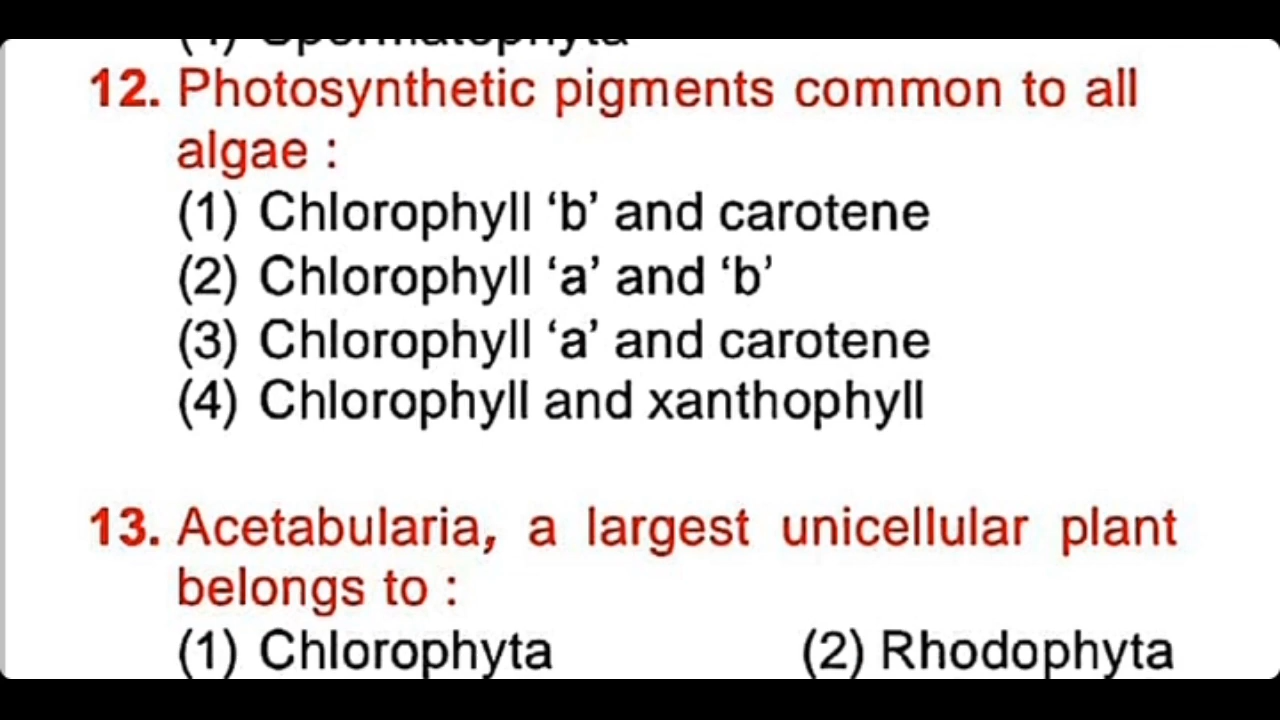 12. Photosynthetic pigments common to all
algae :
(1) Chlorophyll ‘b’ and carotene
(2) Chlorophyll ‘a’ and ‘b’
(3) Chlorophyll ‘a’ and carotene
(4) Chlorophyll and xanthophyll
13. Acetabularia, a largest unicellular plant
belongs to :
(1) Chlorophyta (2) Rhodophyta